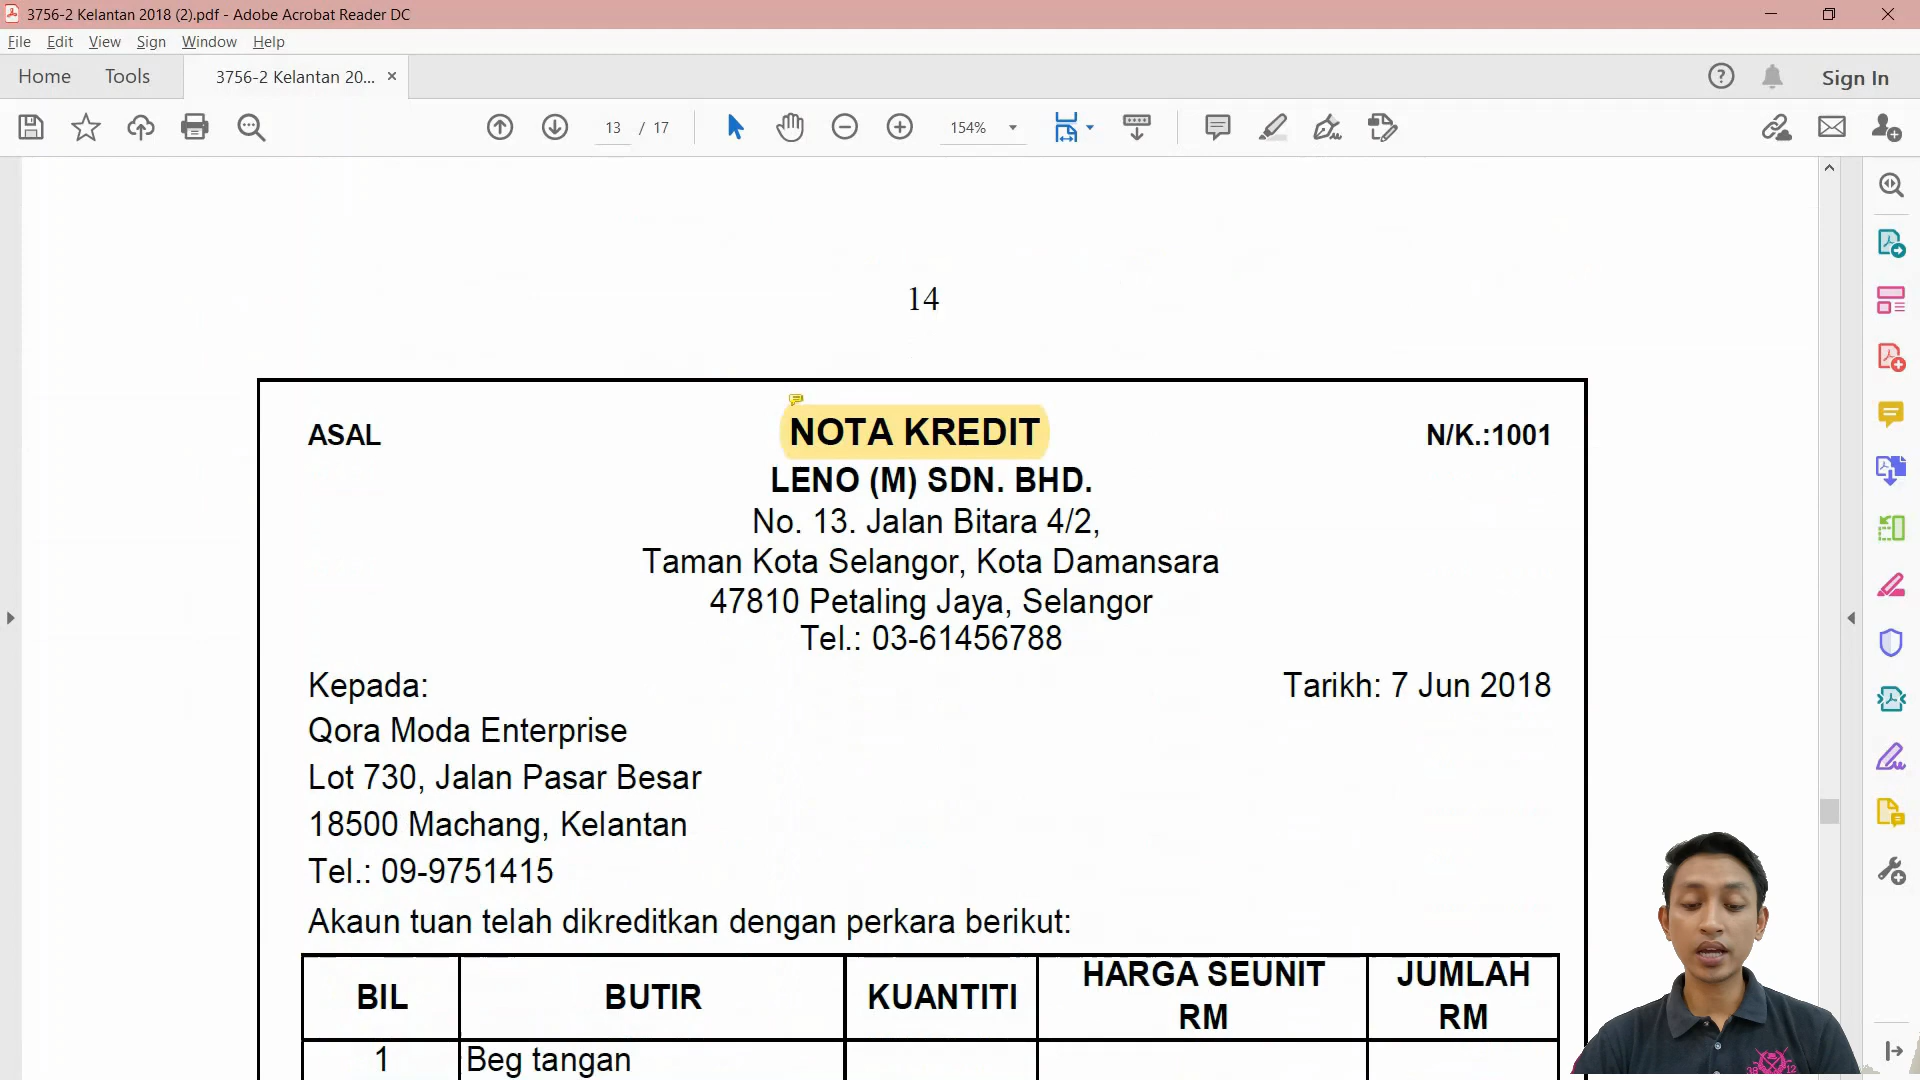 3756-2 Kelantan 2018 (2).pdf - Adobe Acrobat Reader DC
File Edit View Sign Window Help
Home Tools 3756-2 Kelantan 20... × Sign In
13 / 17 154%
14
ASAL NOTA KREDIT N/K.:1001
LENO (M) SDN. BHD.
No. 13. Jalan Bitara 4/2,
Taman Kota Selangor, Kota Damansara
47810 Petaling Jaya, Selangor
Tel.: 03-61456788
Kepada: Tarikh: 7 Jun 2018
Qora Moda Enterprise
Lot 730, Jalan Pasar Besar
18500 Machang, Kelantan
Tel.: 09-9751415
Akaun tuan telah dikreditkan dengan perkara berikut:
BIL BUTIR KUANTITI HARGA SEUNIT RM JUMLAH RM
1 Beg tangan